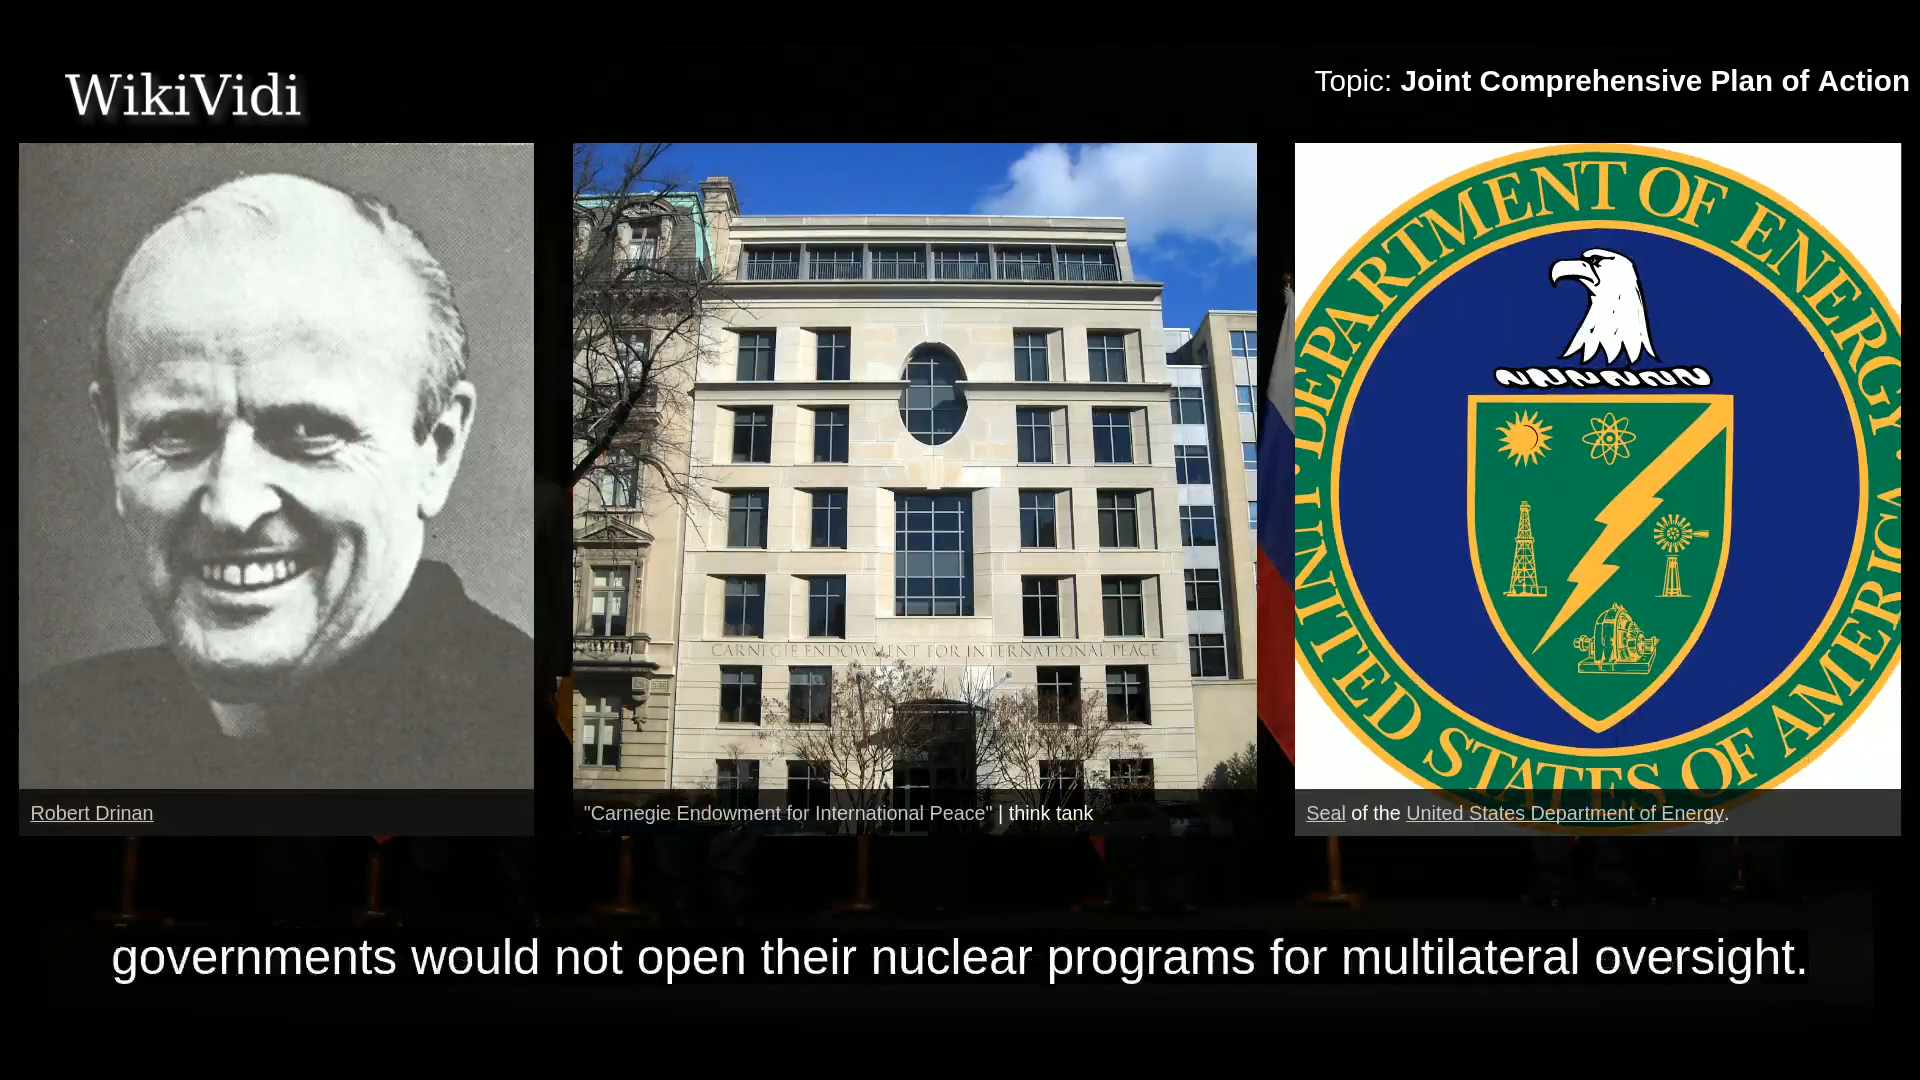 WikiVidi
Topic: Joint Comprehensive Plan of Action
CARNEGIE ENDOWMENT FOR INTERNATIONAL PEACE
DEPARTMENT OF ENERGY
UNITED STATES OF AMERICA
Robert Drinan
"Carnegie Endowment for International Peace" | think tank
Seal of the United States Department of Energy.
governments would not open their nuclear programs for multilateral oversight.